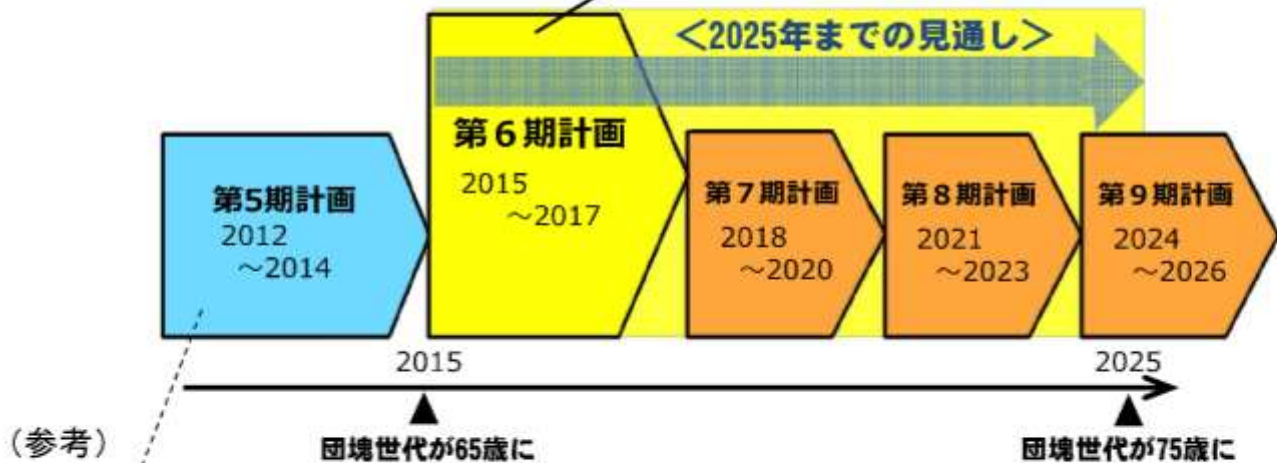 ＜2025年までの見通し＞
第５期計画
2012
～2014
第６期計画
2015
～2017
第７期計画
2018
～2020
第８期計画
2021
～2023
第９期計画
2024
～2026
2015
2025
（参考）
団塊世代が65歳に
団塊世代が75歳に